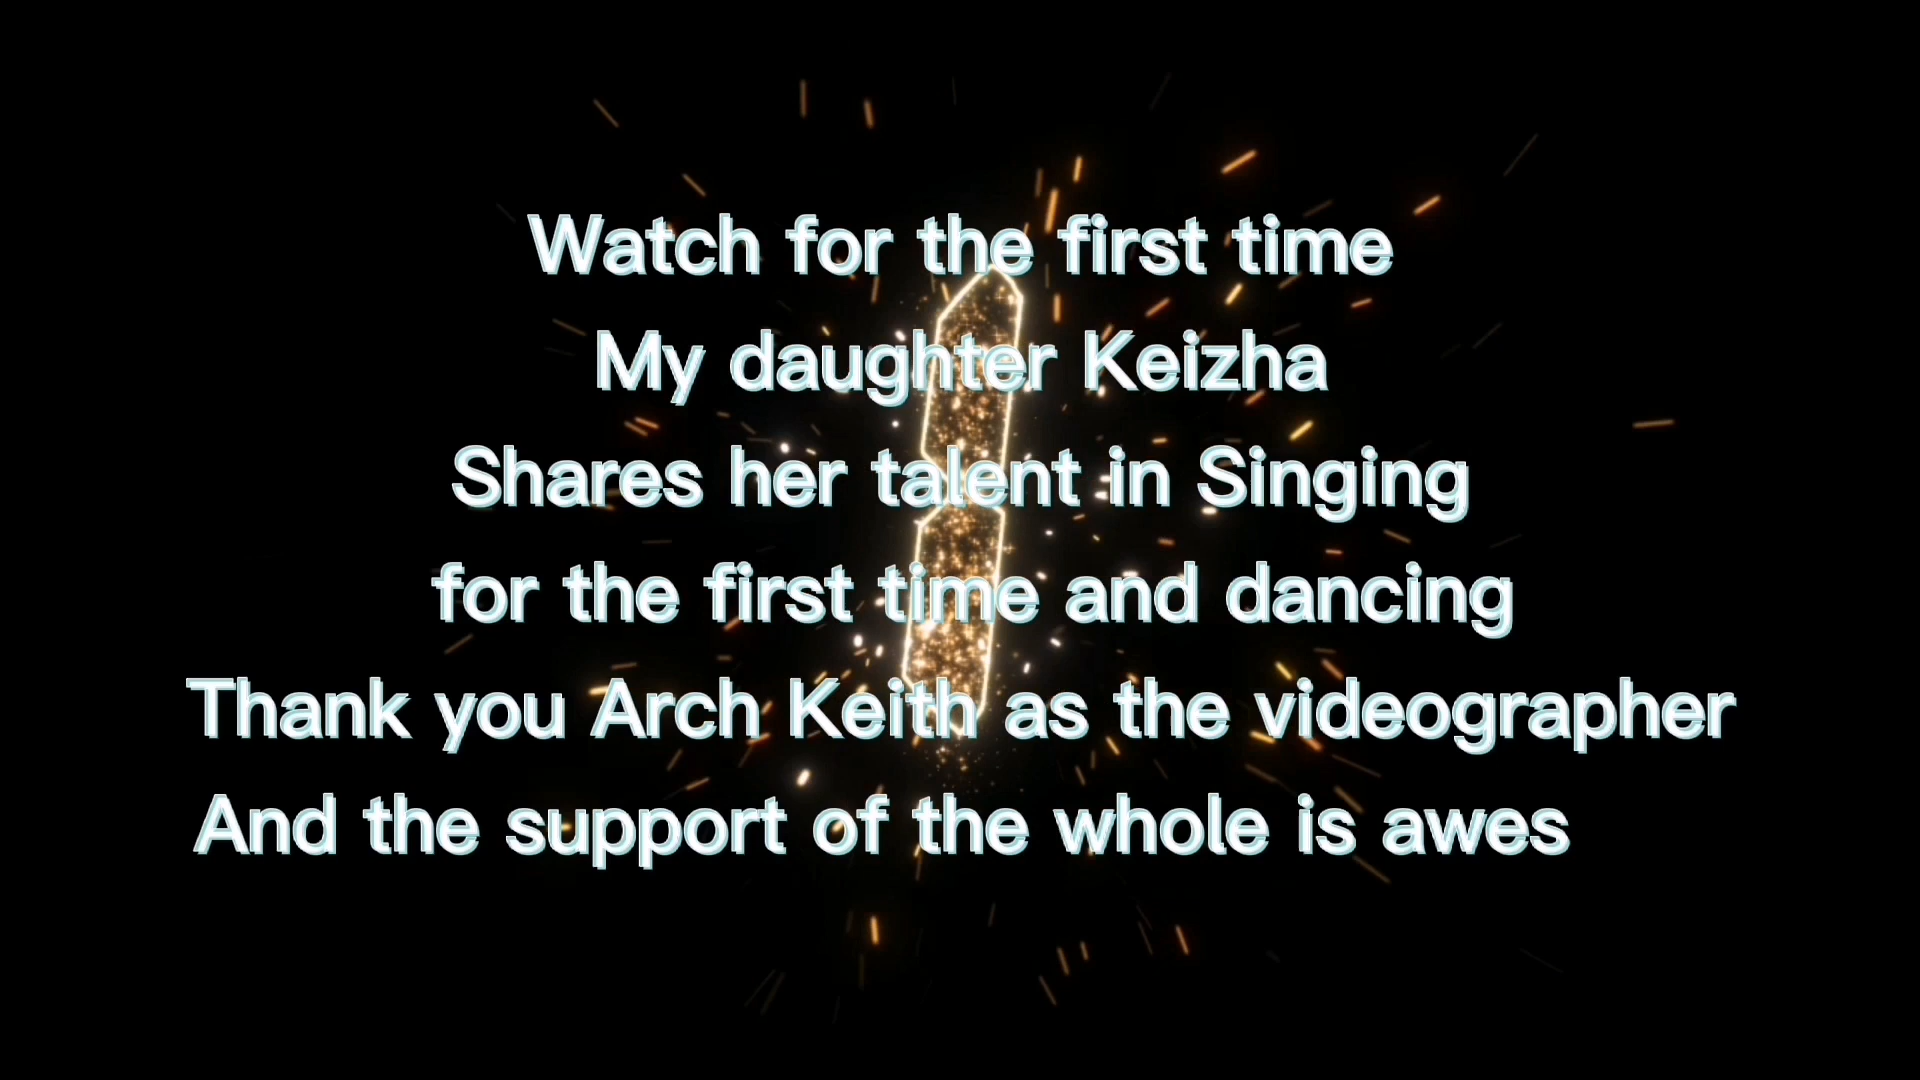 Watch for the first time
My daughter Keizha
Shares her talent in Singing
for the first time and dancing
Thank you Arch Keith as the videographer
And the support of the whole is awes